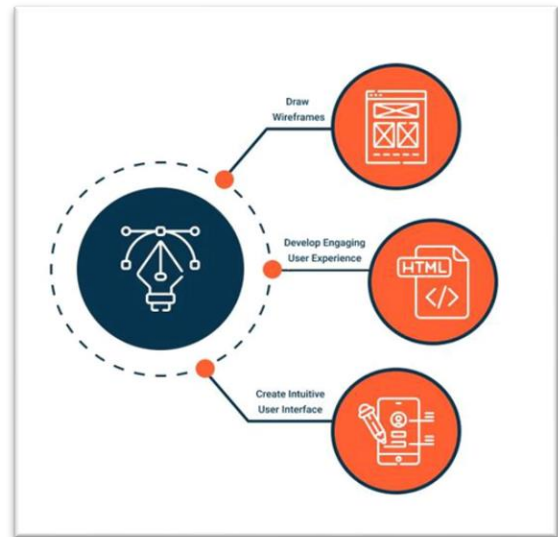 Draw
Wireframes
Develop Engaging
User Experience
HTML
</>
Create Intuitive
User Interface